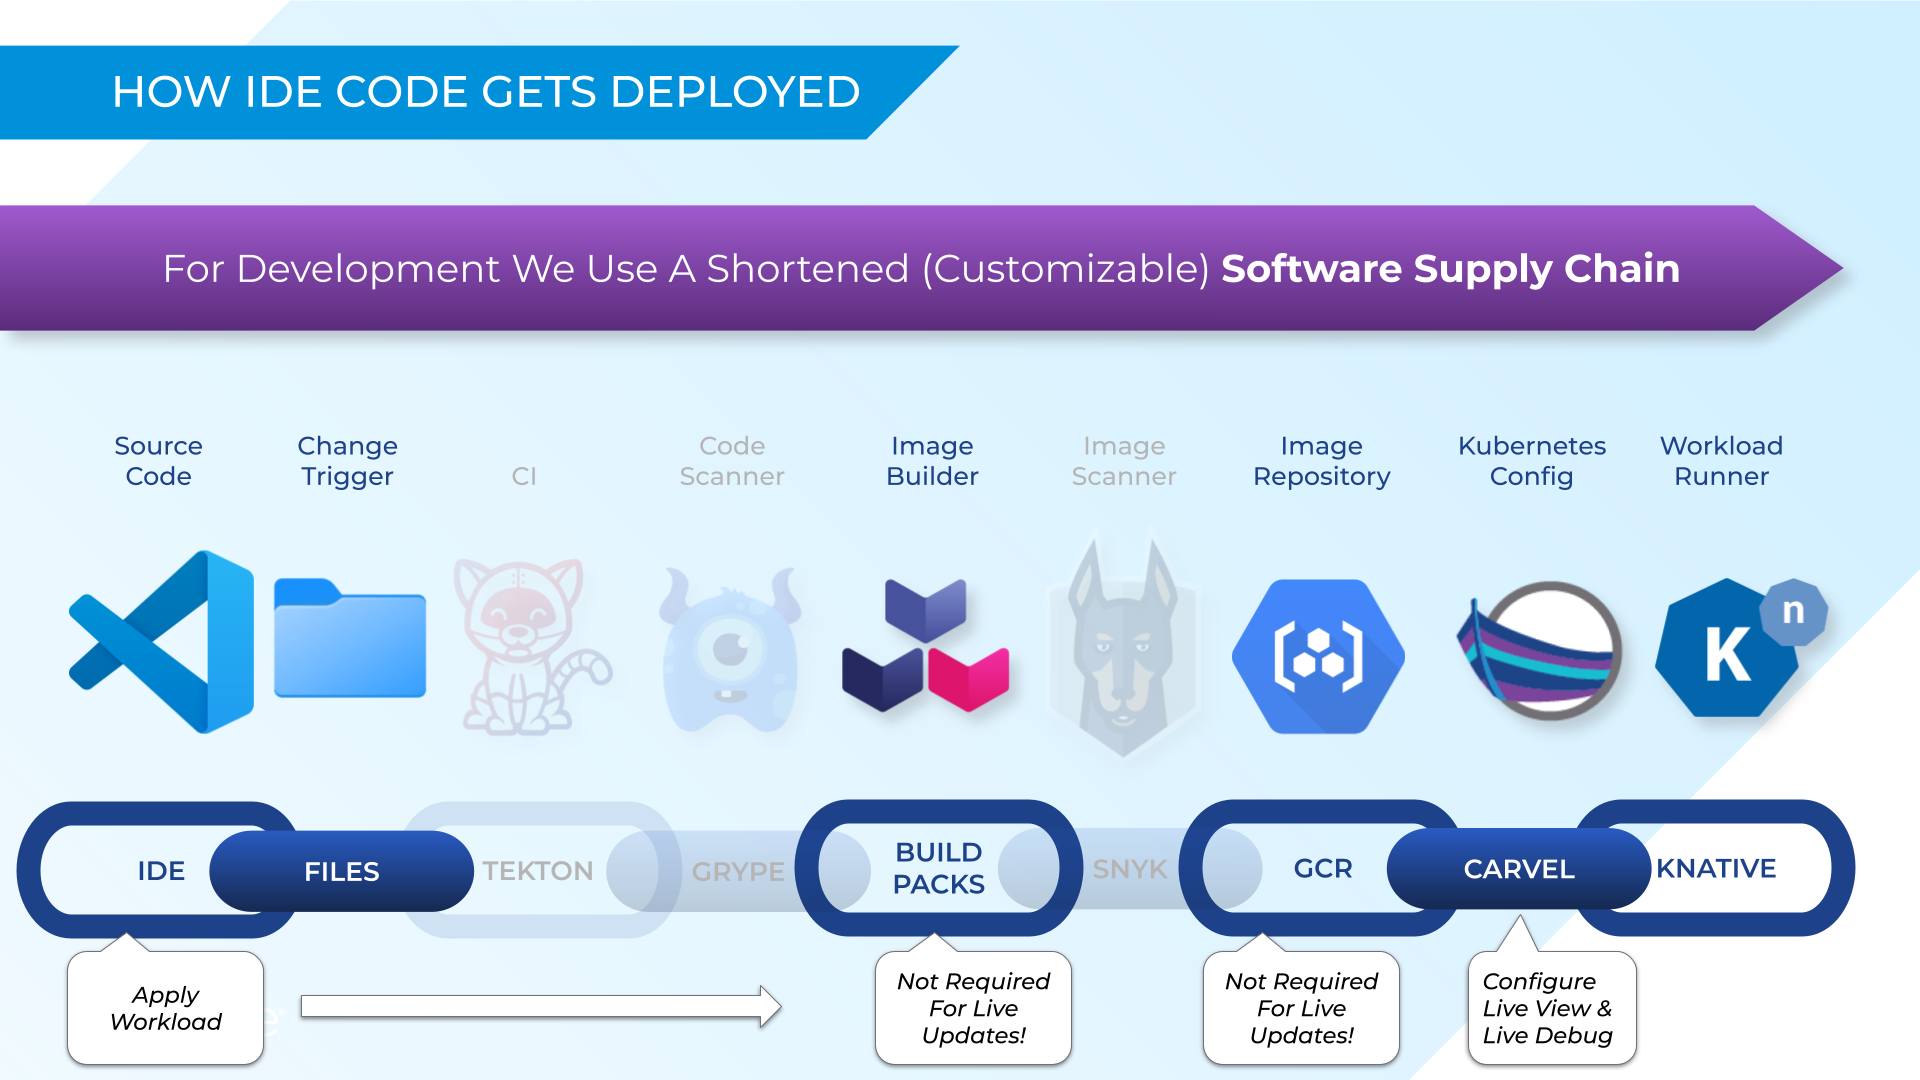 HOW IDE CODE GETS DEPLOYED
For Development We Use A Shortened (Customizable) Software Supply Chain
Source
Code
Change
Trigger
CI
Code
Scanner
Image
Builder
Image
Scanner
Image
Repository
Kubernetes
Config
Workload
Runner
K
n
IDE
FILES
TEKTON
GRYPE
BUILD
PACKS
SNYK
GCR
CARVEL
KNATIVE
Apply
Workload
Not Required
For Live
Updates!
Not Required
For Live
Updates!
Configure
Live View &
Live Debug